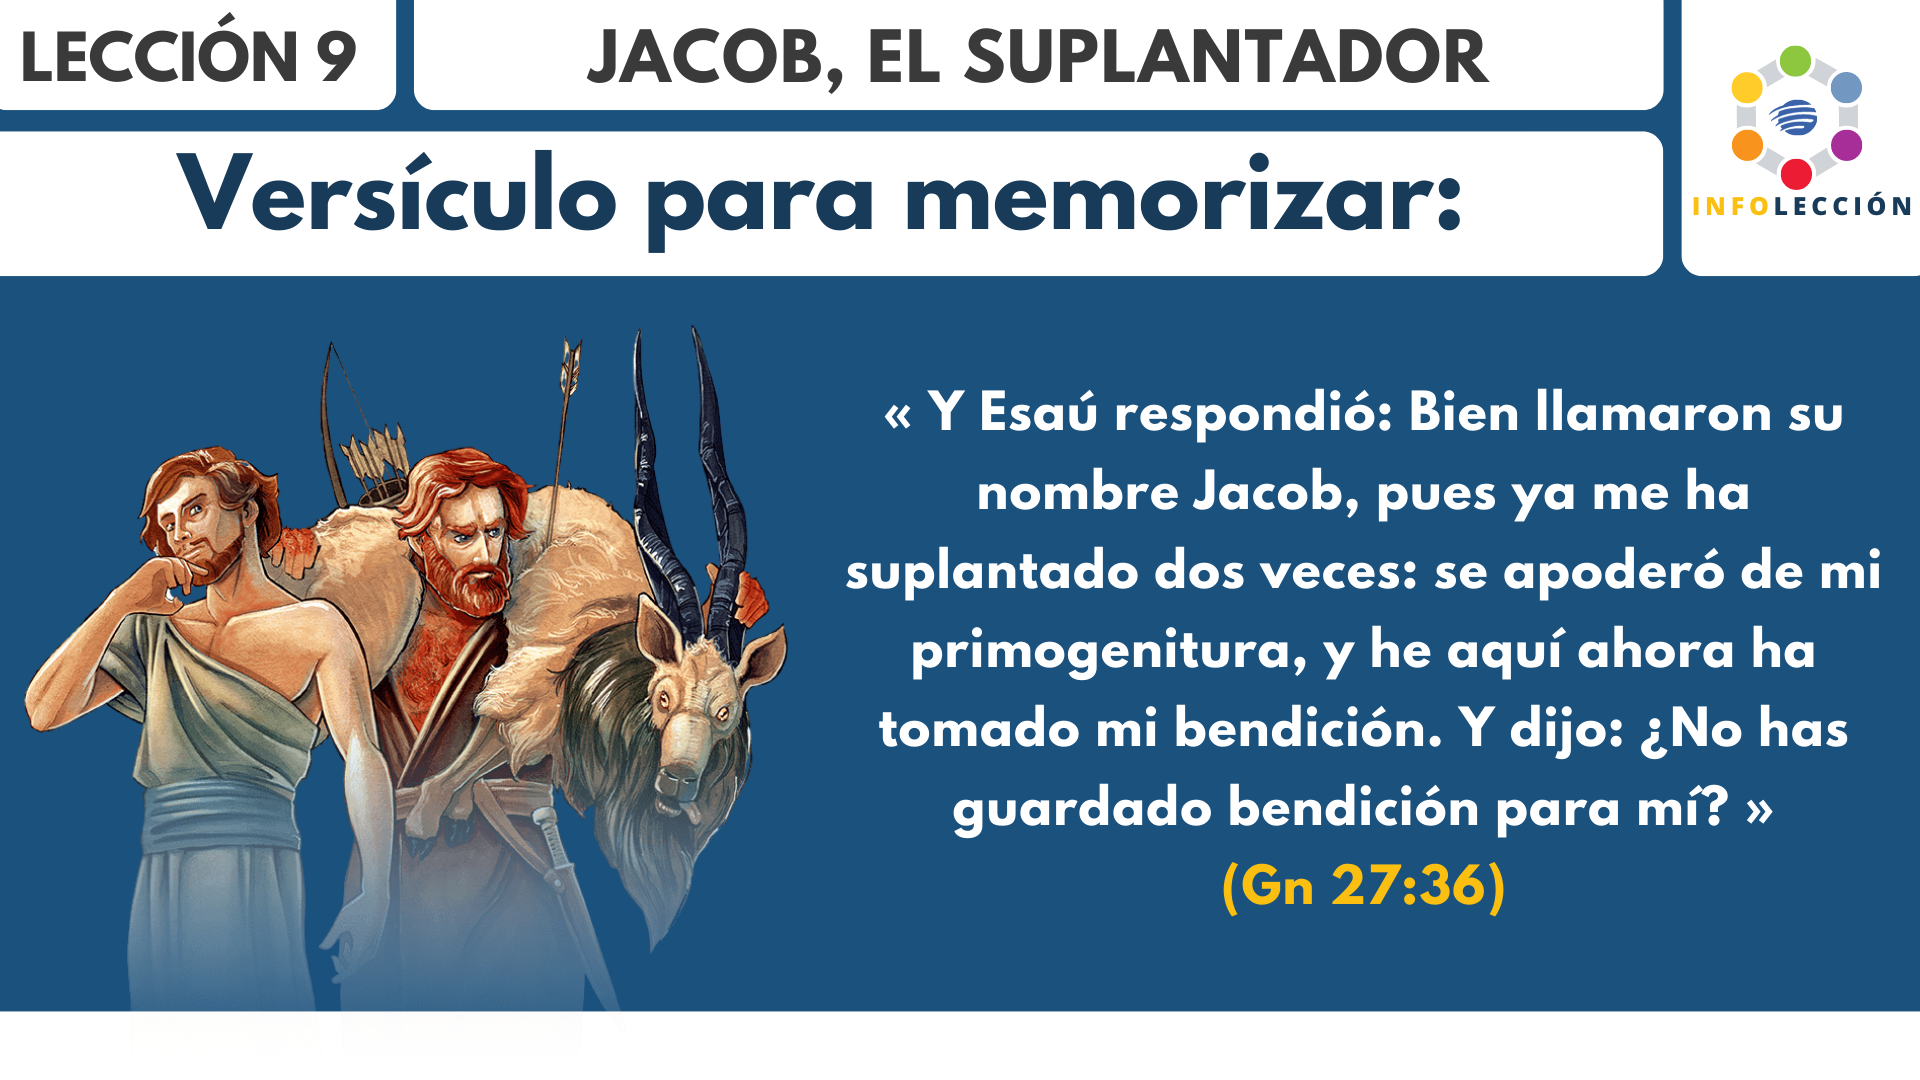 LECCIÓN 9
JACOB, EL SUPLANTADOR
INFOLECCIÓN
Versículo para memorizar:
« Y Esaú respondió: Bien llamaron su
nombre Jacob, pues ya me ha
suplantado dos veces: se apoderó de mi
primogenitura, y he aquí ahora ha
tomado mi bendición. Y dijo: ¿No has
guardado bendición para mí? »
(Gn 27:36)